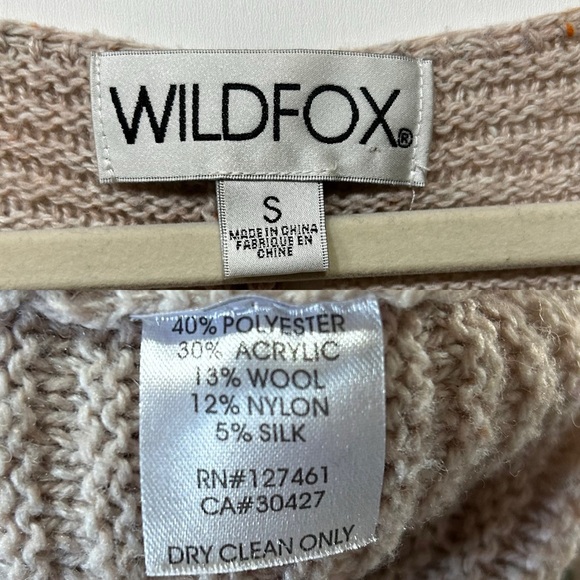 WILDFOX®
S
MADE IN CHINA
FABRIQUE EN
CHINE
40% POLYESTER
30% ACRYLIC
13% WOOL
12% NYLON
5% SILK
RN#127461
CA#30427
DRY CLEAN ONLY